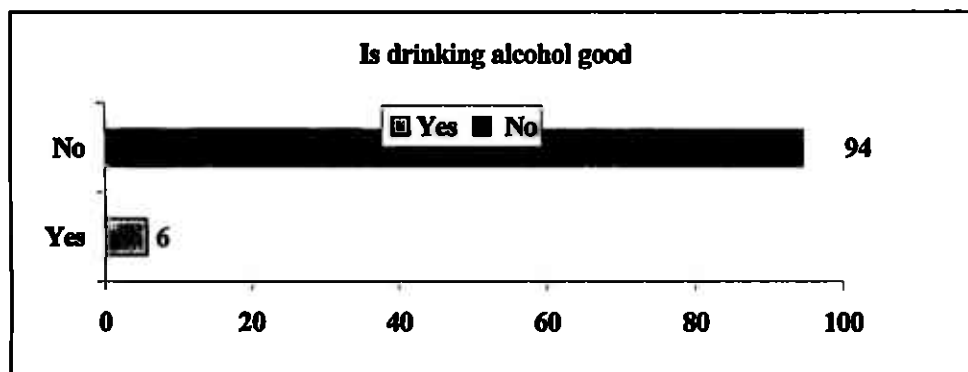 Is drinking alcohol good
Yes No
No 94
Yes 6
0 20 40 60 80 100